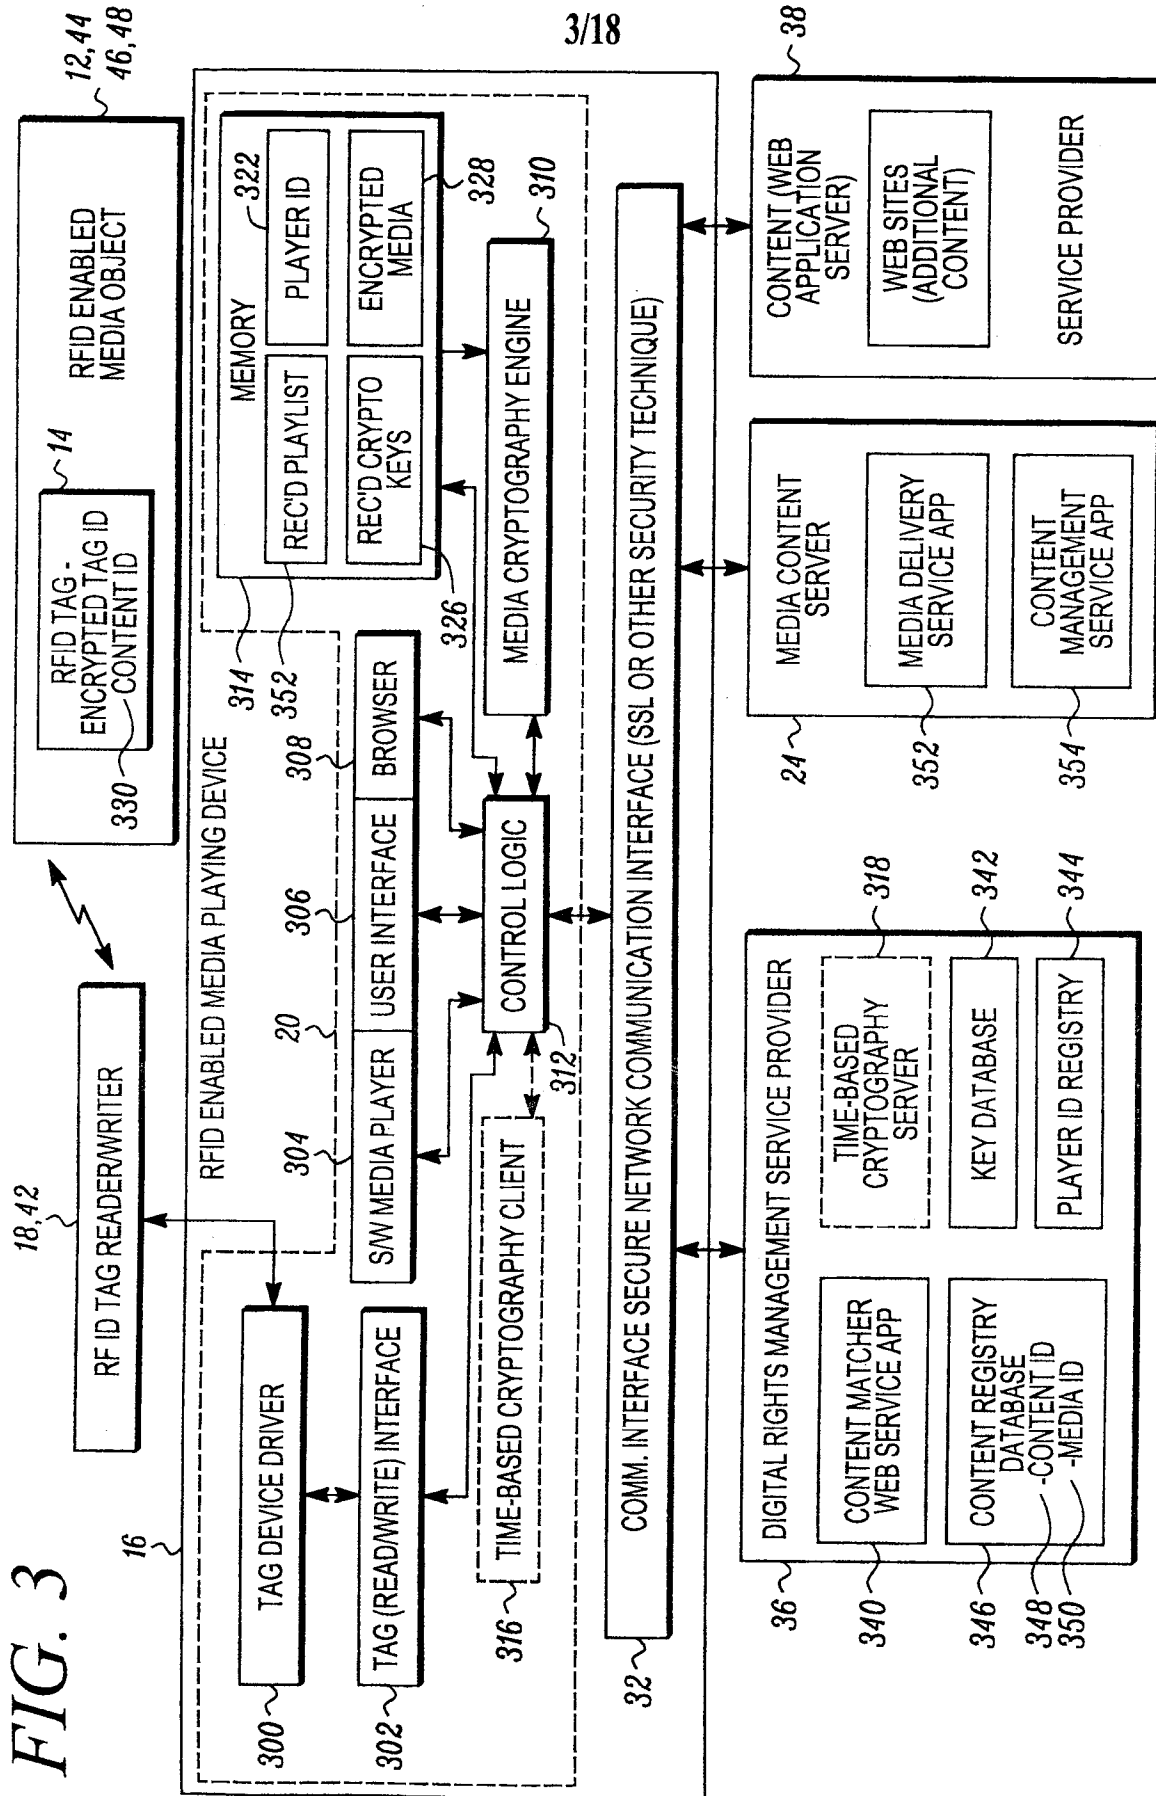 3/18
FIG. 3
18,42
RF ID TAG READER/WRITER
12,44
46,48
RFID ENABLED
MEDIA OBJECT
14
RFID TAG -
ENCRYPTED TAG ID
CONTENT ID
330
16
RFID ENABLED MEDIA PLAYING DEVICE
20
300
TAG DEVICE DRIVER
302
TAG (READ/WRITE) INTERFACE
304
S/W MEDIA PLAYER
306
USER INTERFACE
308
BROWSER
314
352
MEMORY
322
REC'D PLAYLIST
PLAYER ID
REC'D CRYPTO
KEYS
326
ENCRYPTED
MEDIA
328
316
TIME-BASED CRYPTOGRAPHY CLIENT
CONTROL LOGIC
312
MEDIA CRYPTOGRAPHY ENGINE
310
32
COMM. INTERFACE SECURE NETWORK COMMUNICATION INTERFACE (SSL OR OTHER SECURITY TECHNIQUE)
36
DIGITAL RIGHTS MANAGEMENT SERVICE PROVIDER
340
CONTENT MATCHER
WEB SERVICE APP
TIME-BASED
CRYPTOGRAPHY
SERVER
318
346
CONTENT REGISTRY
DATABASE
-CONTENT ID
-MEDIA ID
348
350
KEY DATABASE
342
PLAYER ID REGISTRY
344
24
MEDIA CONTENT
SERVER
352
MEDIA DELIVERY
SERVICE APP
354
CONTENT
MANAGEMENT
SERVICE APP
38
CONTENT (WEB
APPLICATION
SERVER)
WEB SITES
(ADDITIONAL
CONTENT)
SERVICE PROVIDER